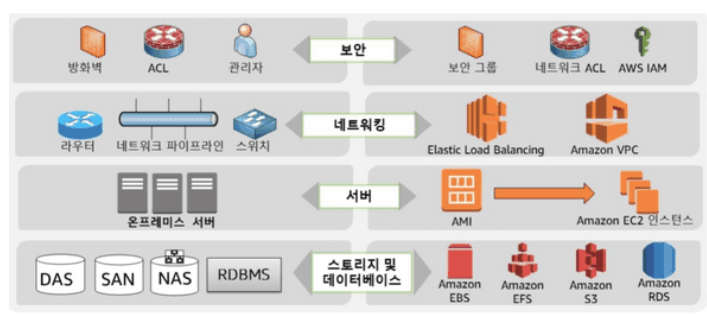 보안
방화벽
ACL
관리자
보안 그룹
네트워크 ACL
AWS IAM
네트워킹
라우터
네트워크 파이프라인
스위치
Elastic Load Balancing
Amazon VPC
서버
온프레미스 서버
AMI
Amazon EC2 인스턴스
스토리지 및
데이터베이스
DAS
SAN
NAS
RDBMS
Amazon
EBS
Amazon
EFS
Amazon
S3
Amazon
RDS